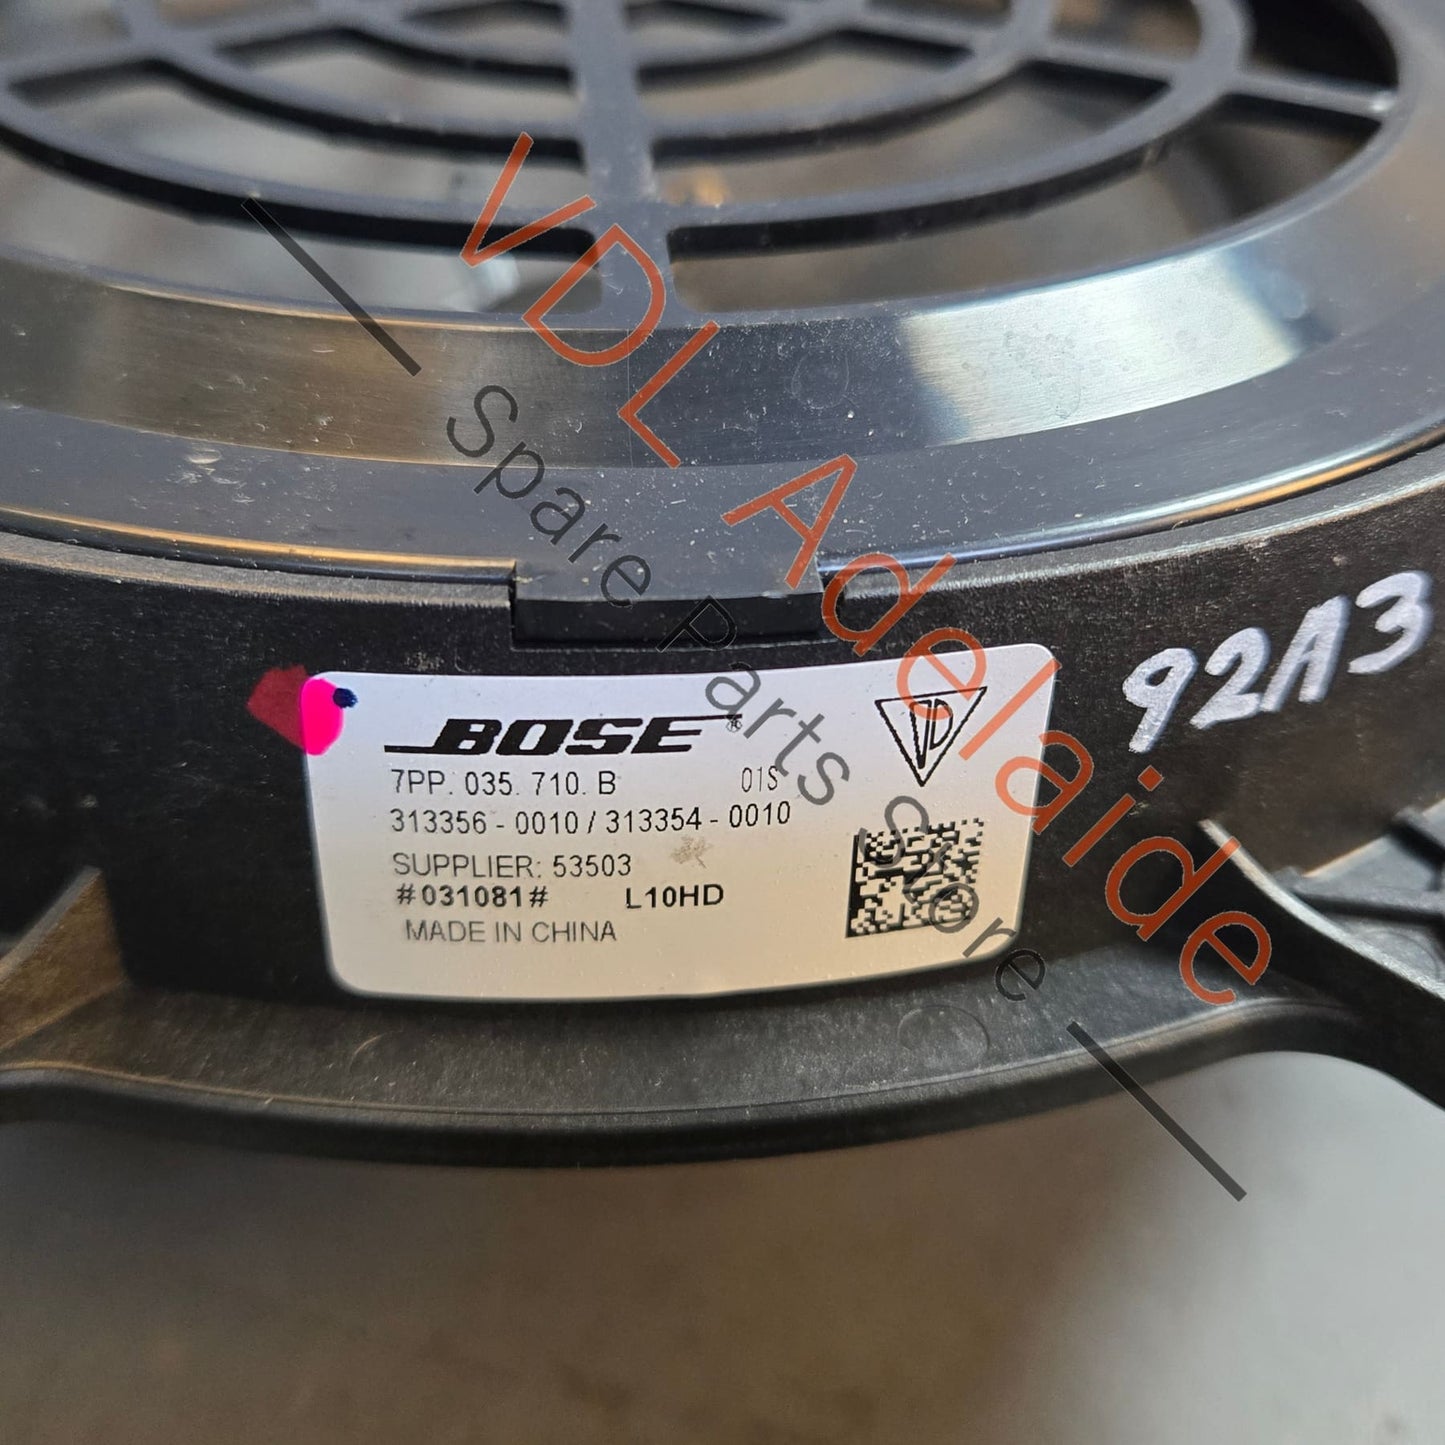 VDL Adelaide
Spare Parts Store
92A3
BOSE®
7PP. 035. 710. B 01S
313356 - 0010 / 313354 - 0010
SUPPLIER: 53503
#031081# L10HD
MADE IN CHINA